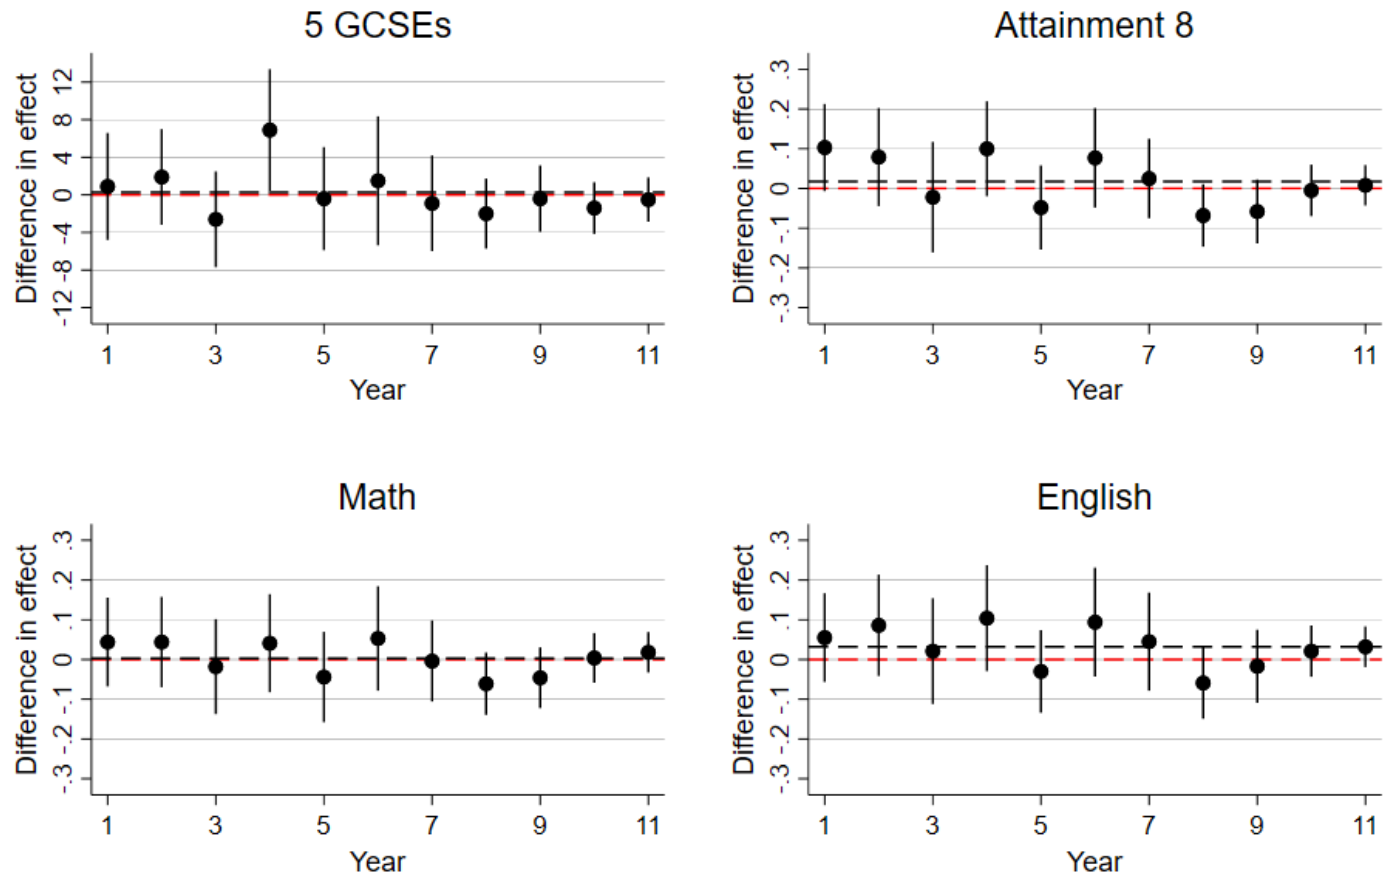 5 GCSEs
Difference in effect
12
8
4
0
-4
-8
-12
1 3 5 7 9 11
Year
Attainment 8
Difference in effect
.3
.2
.1
0
-.1
-.2
-.3
1 3 5 7 9 11
Year
Math
Difference in effect
.3
.2
.1
0
-.1
-.2
-.3
1 3 5 7 9 11
Year
English
Difference in effect
.3
.2
.1
0
-.1
-.2
-.3
1 3 5 7 9 11
Year